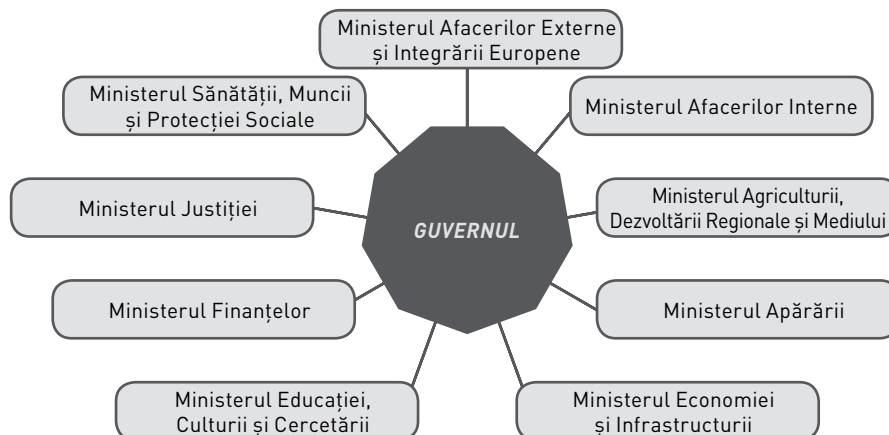 Ministerul Afacerilor Externe
și Integrării Europene
Ministerul Sănătății, Muncii
și Protecției Sociale
Ministerul Afacerilor Interne
Ministerul Justiției
GUVERNUL
Ministerul Agriculturii,
Dezvoltării Regionale și Mediului
Ministerul Finanțelor
Ministerul Apărării
Ministerul Educației,
Culturii și Cercetării
Ministerul Economiei
și Infrastructurii